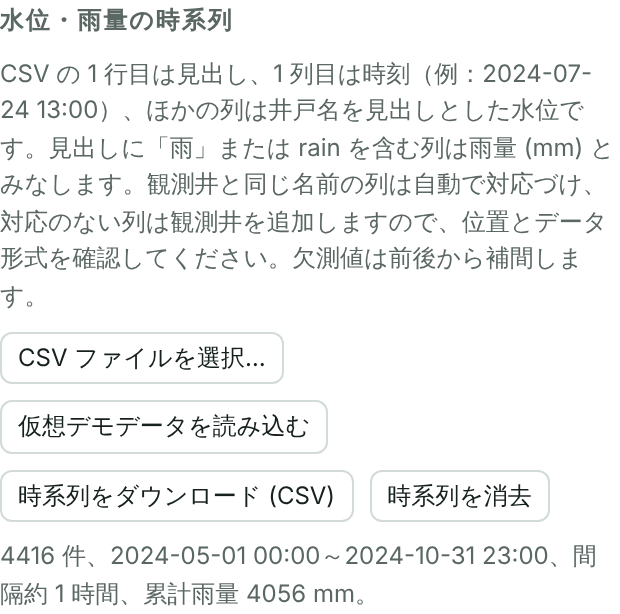 水位・雨量の時系列
CSV の 1 行目は見出し、1 列目は時刻（例：2024-07-
24 13:00）、ほかの列は井戸名を見出しとした水位で
す。見出しに「雨」または rain を含む列は雨量 (mm) と
みなします。観測井と同じ名前の列は自動で対応づけ、
対応のない列は観測井を追加しますので、位置とデータ
形式を確認してください。欠測値は前後から補間しま
す。
CSV ファイルを選択...
仮想デモデータを読み込む
時系列をダウンロード (CSV) 時系列を消去
4416 件、2024-05-01 00:00～2024-10-31 23:00、間
隔約 1 時間、累計雨量 4056 mm。